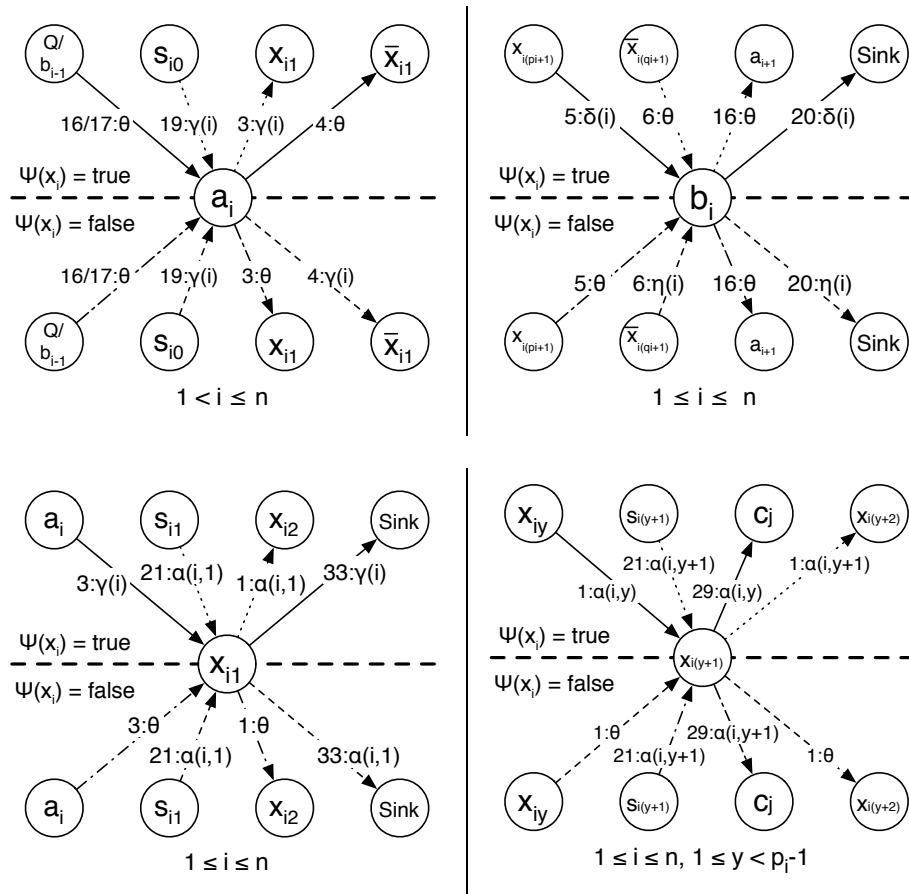 Q/
b_{i-1}
s_{i0}
x_{i1}
x̅_{i1}
16/17:θ
19:γ(i)
3:γ(i)
4:θ
Ψ(x_i) = true
a_i
Ψ(x_i) = false
16/17:θ
19:γ(i)
3:θ
4:γ(i)
Q/
b_{i-1}
s_{i0}
x_{i1}
x̅_{i1}
1 < i ≤ n
x_{i(pi+1)}
x̅_{i(qi+1)}
a_{i+1}
Sink
5:δ(i)
6:θ
16:θ
20:δ(i)
Ψ(x_i) = true
b_i
Ψ(x_i) = false
5:θ
6:η(i)
16:θ
20:η(i)
x_{i(pi+1)}
x̅_{i(qi+1)}
a_{i+1}
Sink
1 ≤ i ≤ n
a_i
s_{i1}
x_{i2}
Sink
3:γ(i)
21:α(i,1)
1:α(i,1)
33:γ(i)
Ψ(x_i) = true
x_{i1}
Ψ(x_i) = false
3:θ
21:α(i,1)
1:θ
33:α(i,1)
a_i
s_{i1}
x_{i2}
Sink
1 ≤ i ≤ n
x_{iy}
s_{i(y+1)}
c_j
x_{i(y+2)}
1:α(i,y)
21:α(i,y+1)
29:α(i,y)
1:α(i,y+1)
Ψ(x_i) = true
x_{i(y+1)}
Ψ(x_i) = false
1:θ
21:α(i,y+1)
29:α(i,y+1)
1:θ
x_{iy}
s_{i(y+1)}
c_j
x_{i(y+2)}
1 ≤ i ≤ n, 1 ≤ y < p_i-1